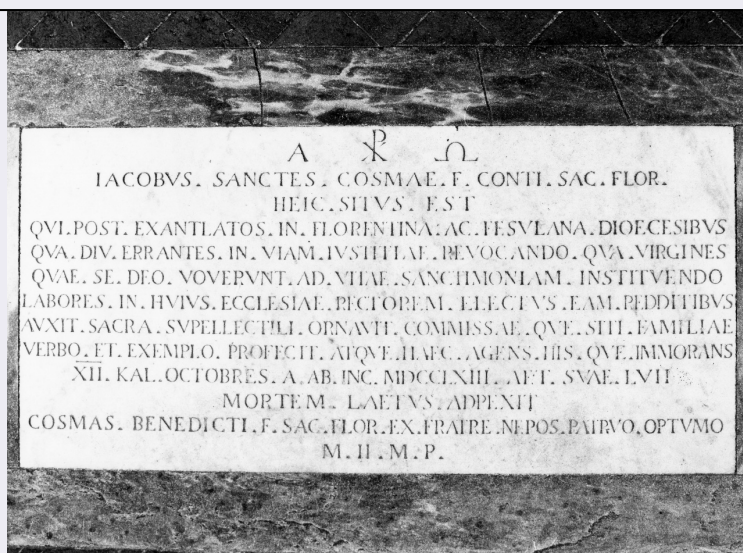 Α ☧ Ω
IACOBVS. SANCTES. COSMAE. F. CONTI. SAC. FLOR.
HEIC. SITVS. EST
QVI. POST. EXANTLATOS. IN. FLORENTINA. AC. FESVLANA. DIOECESIBVS
QVA. DIV. ERRANTES. IN. VIAM. IVSTITIAE. REVOCANDO. QVA. VIRGINES
QVAE. SE. DEO. VOVERVNT. AD. VITAE. SANCTIMONIAM. INSTITVENDO
LABORES. IN. HVIVS. ECCLESIAE. RECTOREM. ELECTVS. EAM. REDDITIBVS
AVXIT. SACRA. SVPELLECTILI. ORNAVIT. COMMISSAE. QVE. SIBI. FAMILIAE
VERBO. ET. EXEMPLO. PROFECIT. ATQVE. HAEC. AGENS. HIS. QVE. IMMORANS
XII. KAL. OCTOBRES. A. AB. INC. MDCCLXIII. AET. SVAE. LVII
MORTEM. LAETVS. ADPEXIT
COSMAS. BENEDICTI. F. SAC. FLOR. EX. FRATRE. NEPOS. PATRVO. OPTVMO
M. H. M. P.